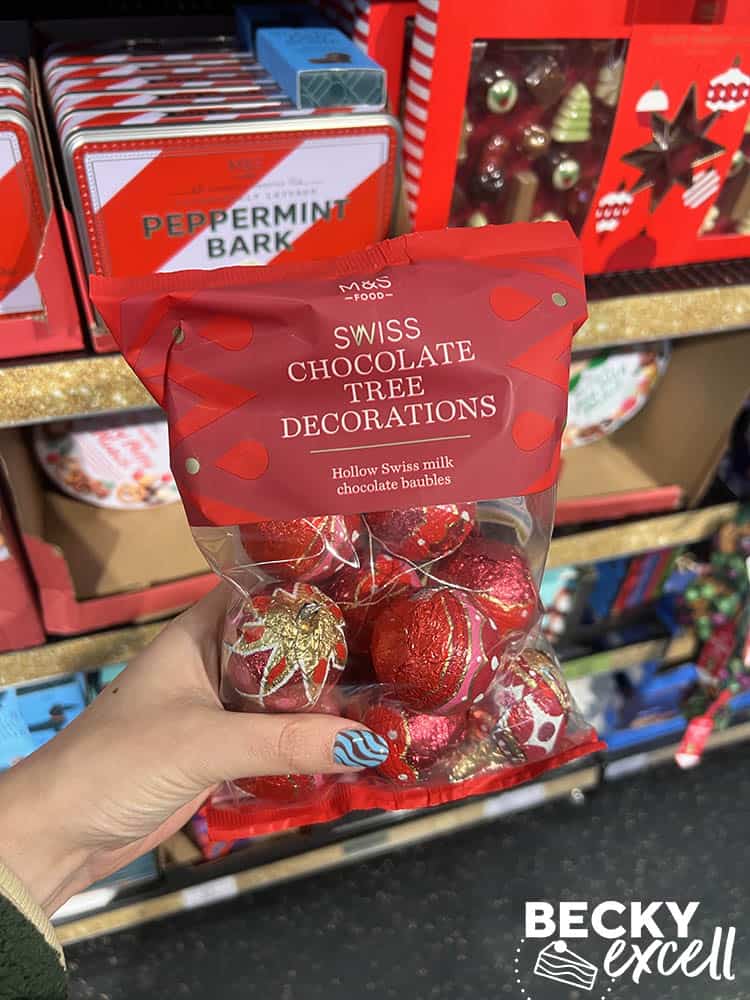 PEPPERMINT
BARK
M&S
FOOD
SWISS
CHOCOLATE
TREE
DECORATIONS
Hollow Swiss milk
chocolate baubles
BECKY
excell